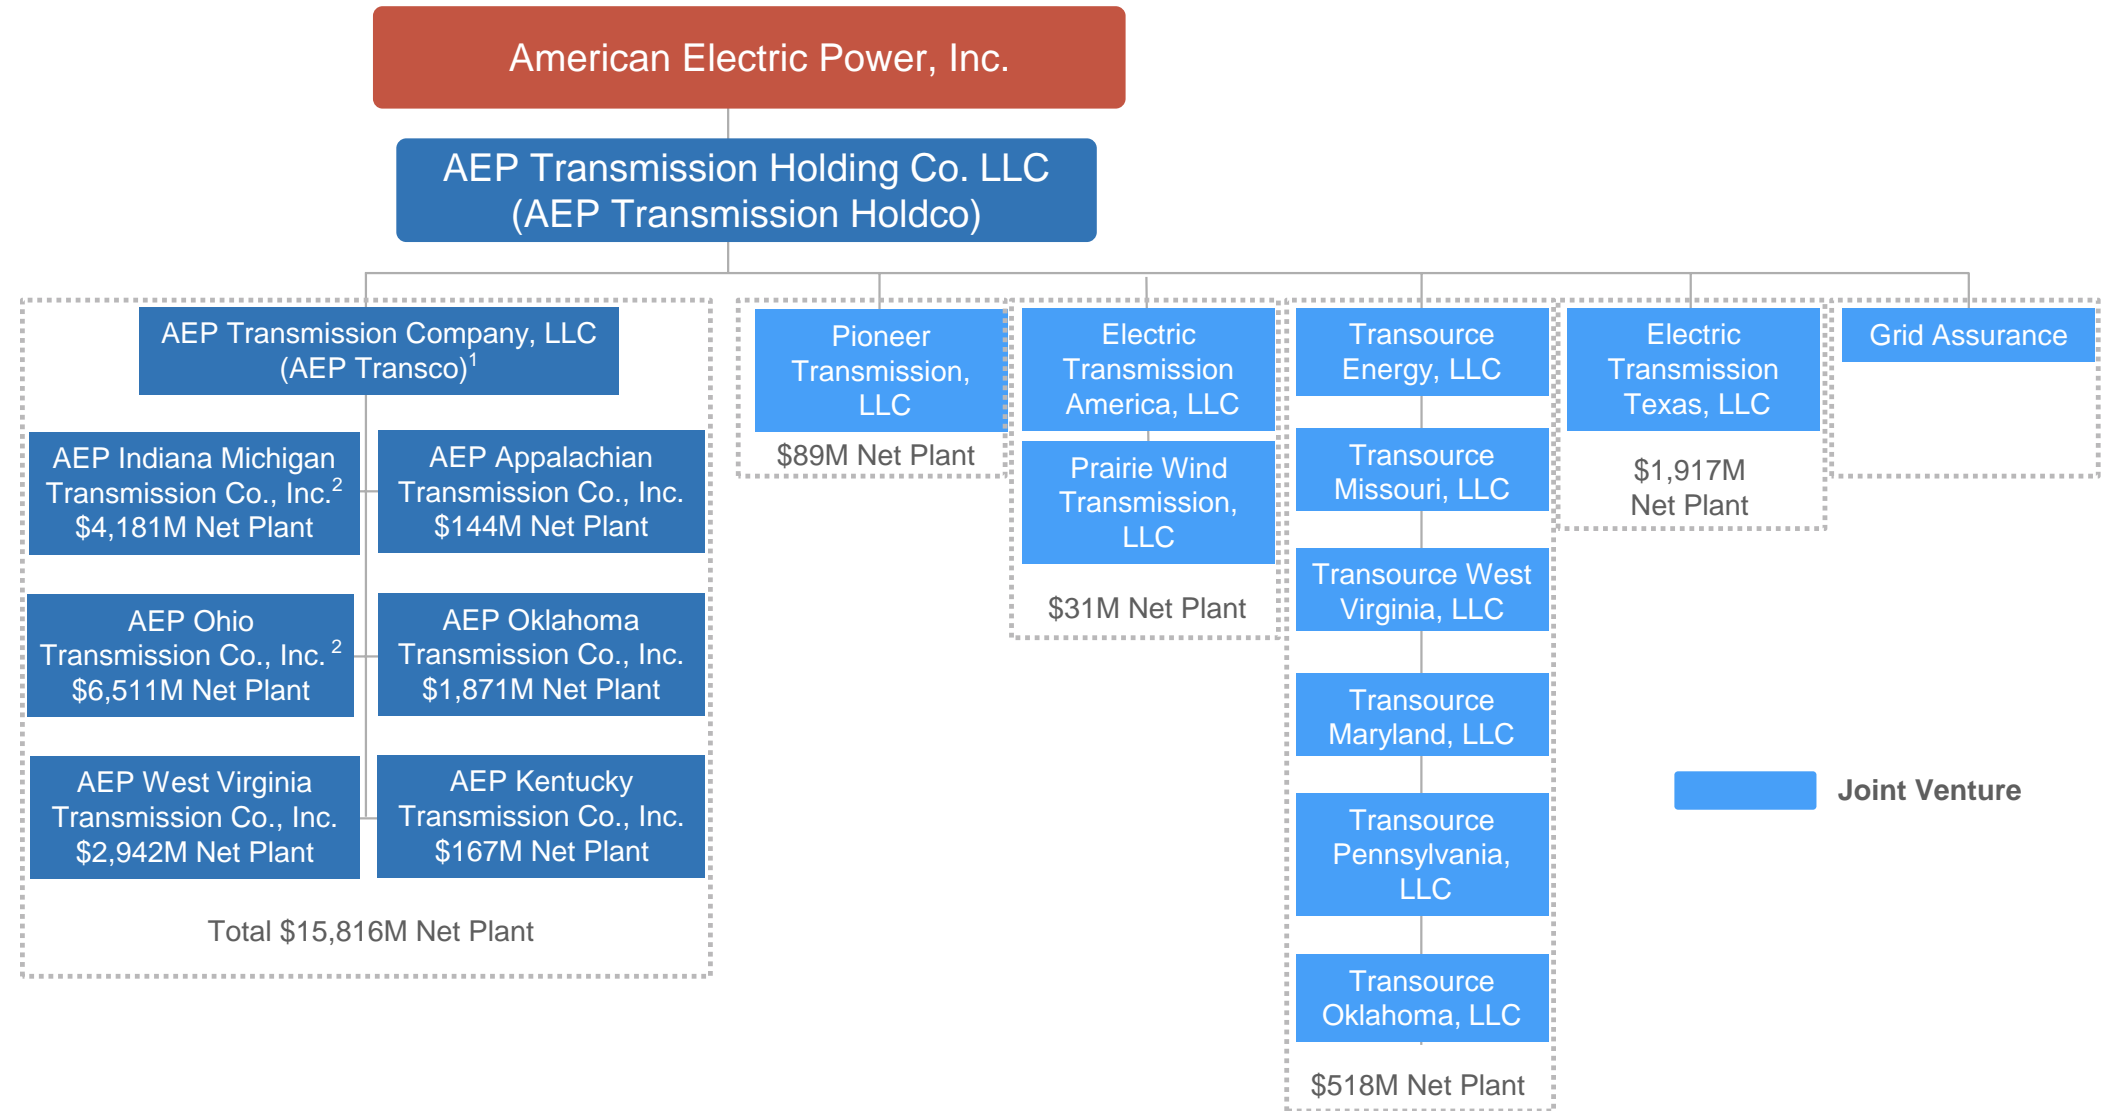 American Electric Power, Inc.
AEP Transmission Holding Co. LLC
(AEP Transmission Holdco)
AEP Transmission Company, LLC
(AEP Transco)1
AEP Indiana Michigan
Transmission Co., Inc.2
$4,181M Net Plant
AEP Appalachian
Transmission Co., Inc.
$144M Net Plant
AEP Ohio
Transmission Co., Inc. 2
$6,511M Net Plant
AEP Oklahoma
Transmission Co., Inc.
$1,871M Net Plant
AEP West Virginia
Transmission Co., Inc.
$2,942M Net Plant
AEP Kentucky
Transmission Co., Inc.
$167M Net Plant
Total $15,816M Net Plant
Pioneer
Transmission,
LLC
$89M Net Plant
Electric
Transmission
America, LLC
Prairie Wind
Transmission,
LLC
$31M Net Plant
Transource
Energy, LLC
Transource
Missouri, LLC
Transource West
Virginia, LLC
Transource
Maryland, LLC
Transource
Pennsylvania,
LLC
Transource
Oklahoma, LLC
$518M Net Plant
Electric
Transmission
Texas, LLC
$1,917M
Net Plant
Grid Assurance
Joint Venture